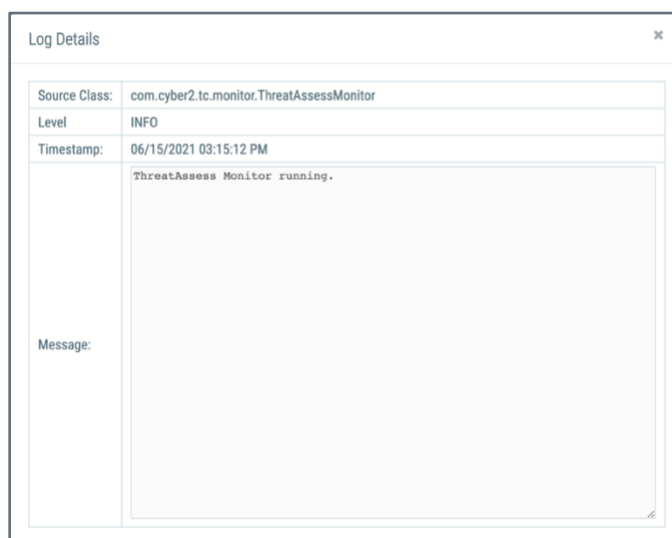 Log Details
Source Class: com.cyber2.tc.monitor.ThreatAssessMonitor
Level INFO
Timestamp: 06/15/2021 03:15:12 PM
Message: ThreatAssess Monitor running.